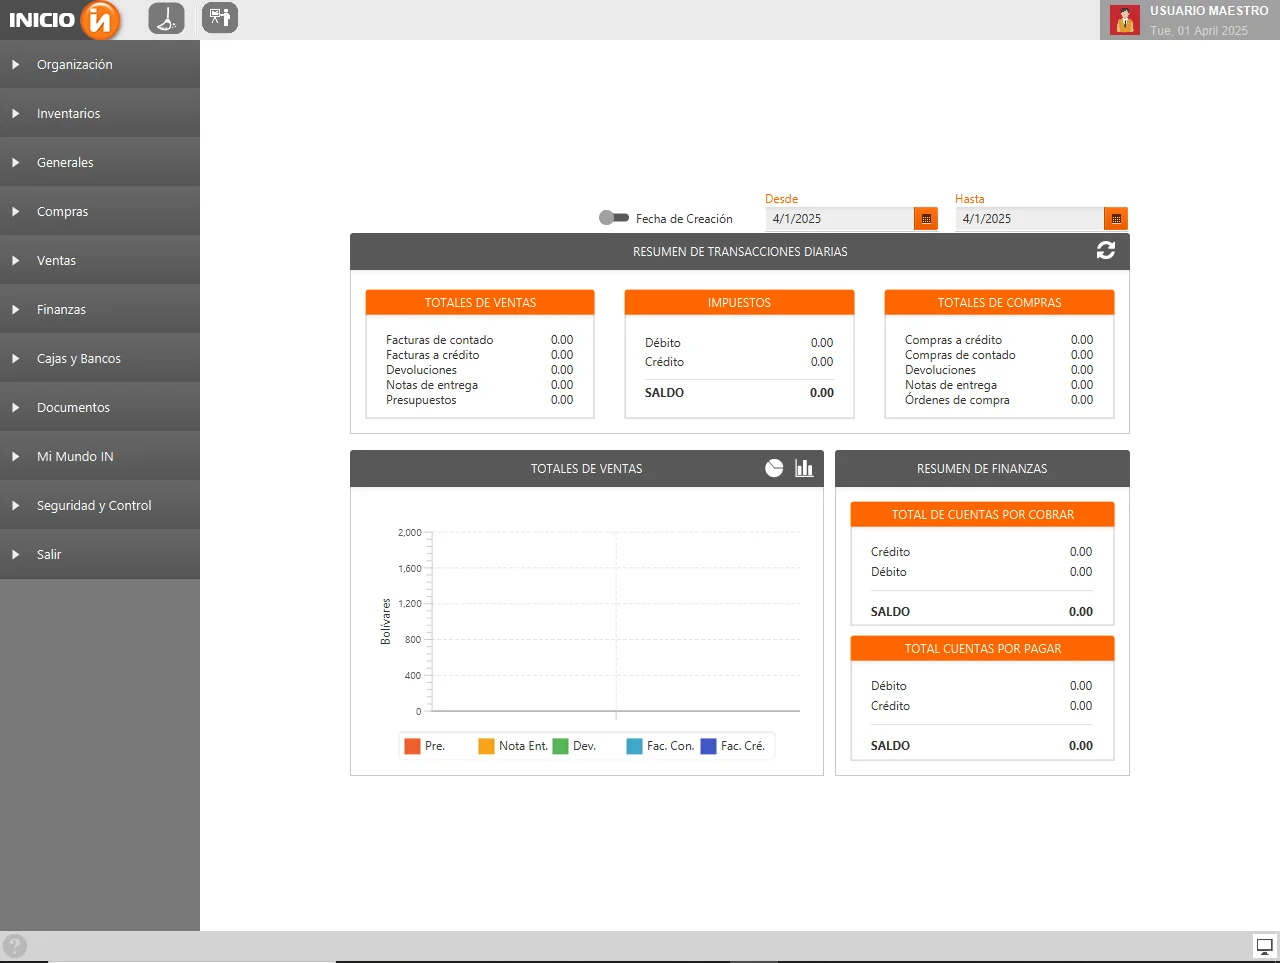 INICIO in
USUARIO MAESTRO
Tue, 01 April 2025
Organización
Inventarios
Generales
Compras
Ventas
Finanzas
Cajas y Bancos
Documentos
Mi Mundo IN
Seguridad y Control
Salir
Desde
Hasta
Fecha de Creación
4/1/2025
4/1/2025
RESUMEN DE TRANSACCIONES DIARIAS
TOTALES DE VENTAS
Facturas de contado 0.00
Facturas a crédito 0.00
Devoluciones 0.00
Notas de entrega 0.00
Presupuestos 0.00
IMPUESTOS
Débito 0.00
Crédito 0.00
SALDO 0.00
TOTALES DE COMPRAS
Compras a crédito 0.00
Compras de contado 0.00
Devoluciones 0.00
Notas de entrega 0.00
Órdenes de compra 0.00
TOTALES DE VENTAS
Bolívares
2,000
1,600
1,200
800
400
0
Pre. Nota Ent. Dev. Fac. Con. Fac. Cré.
RESUMEN DE FINANZAS
TOTAL DE CUENTAS POR COBRAR
Crédito 0.00
Débito 0.00
SALDO 0.00
TOTAL CUENTAS POR PAGAR
Débito 0.00
Crédito 0.00
SALDO 0.00
?